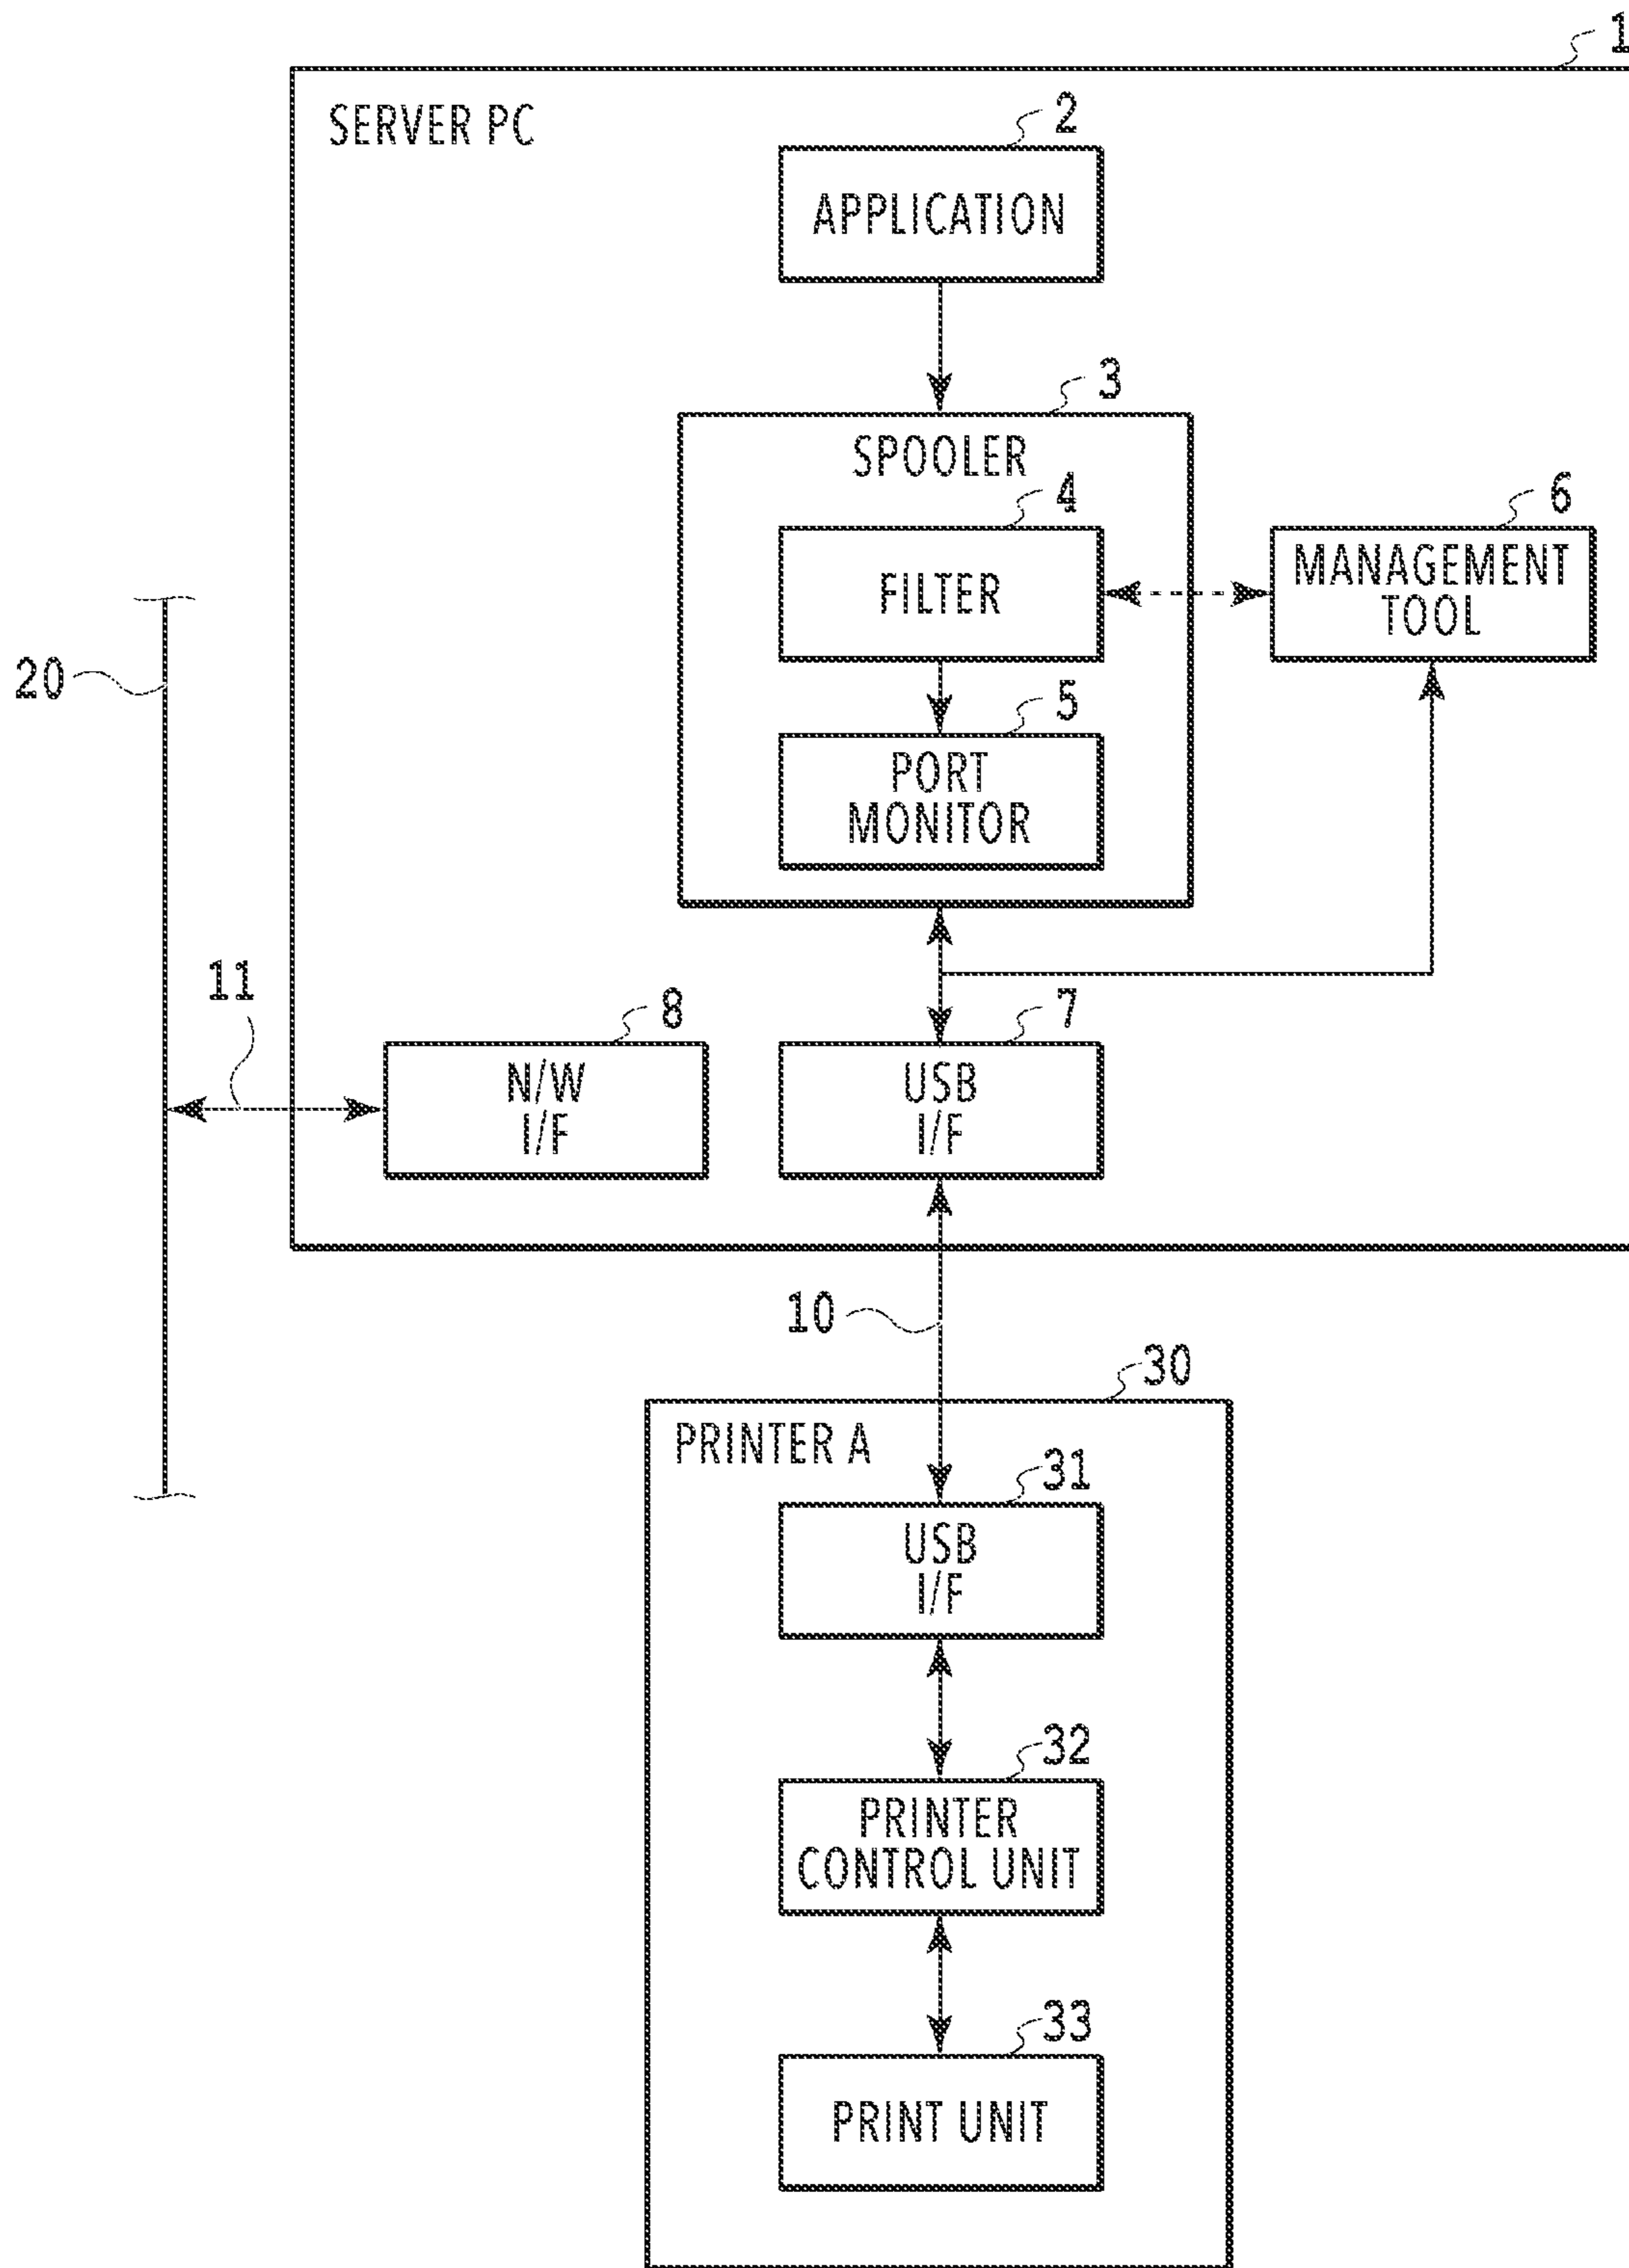 1
SERVER PC
2
APPLICATION
3
SPOOLER
4
FILTER
6
MANAGEMENT
TOOL
20
5
PORT
MONITOR
11
8
N/W
I/F
7
USB
I/F
10
30
PRINTER A
31
USB
I/F
32
PRINTER
CONTROL UNIT
33
PRINT UNIT